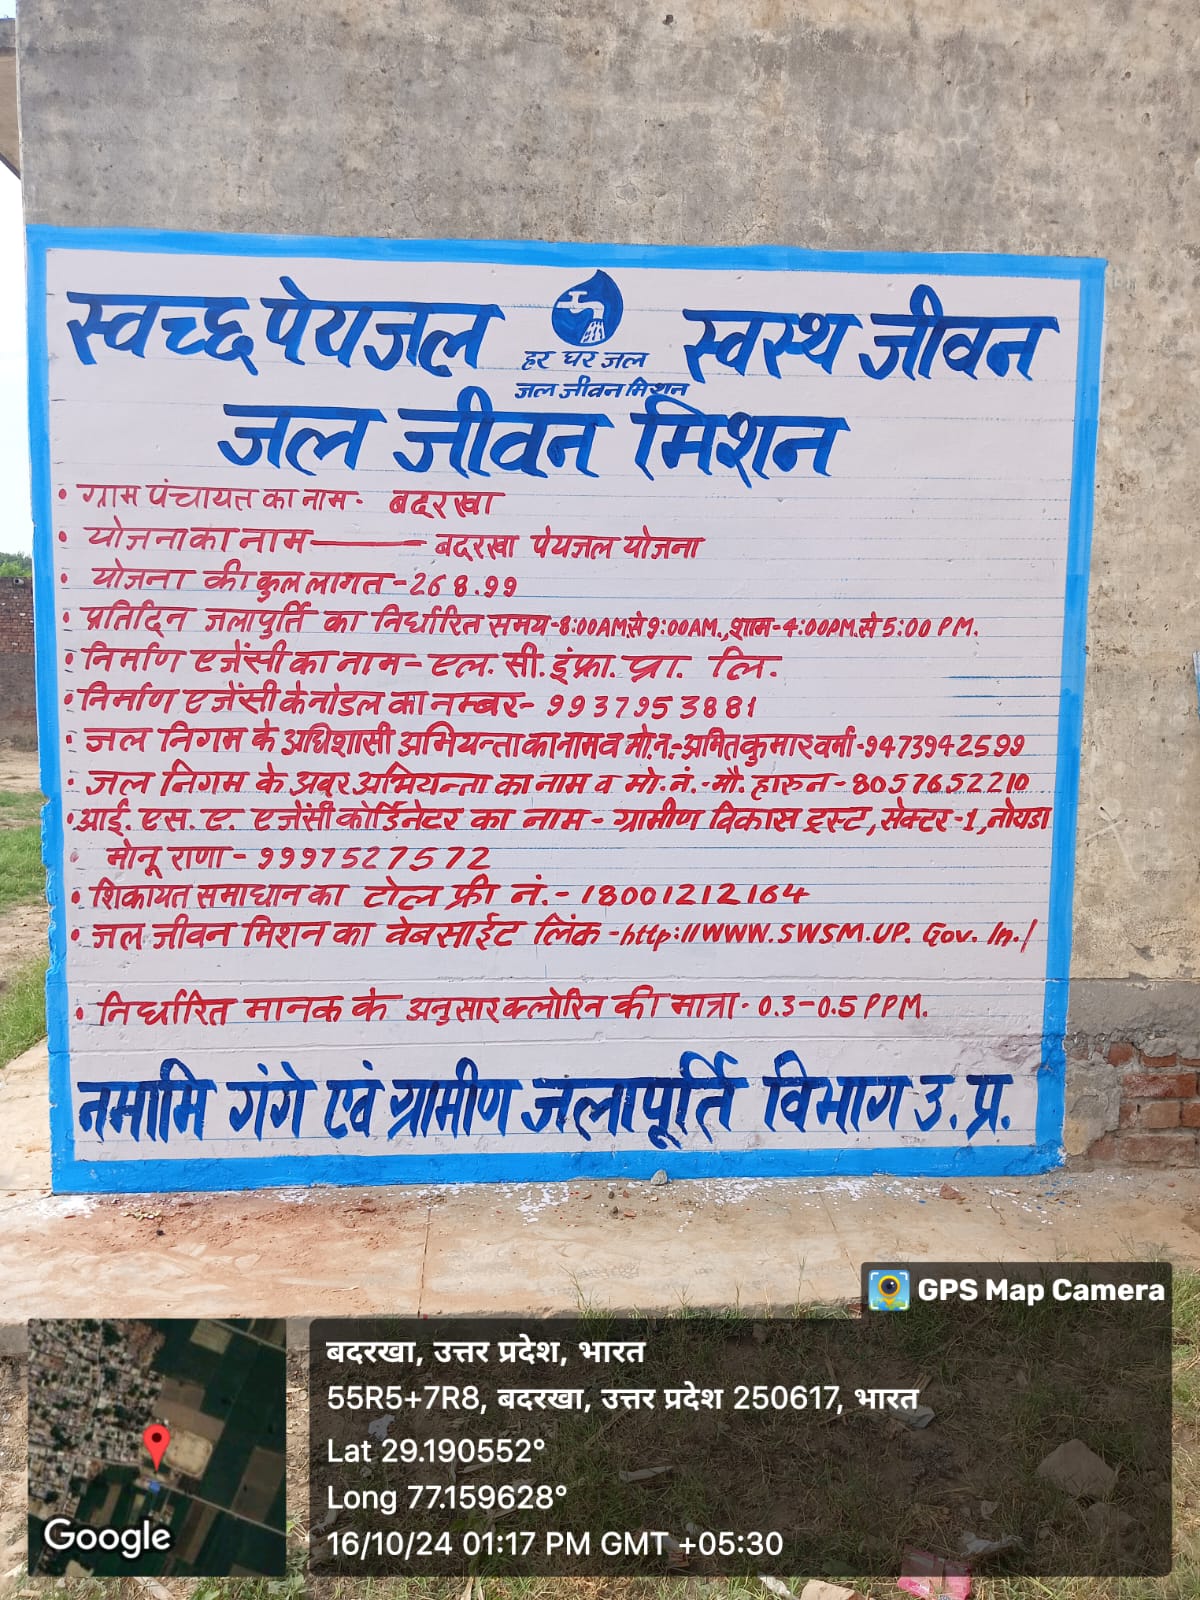 स्वच्छ पेयजल
हर घर जल
जल जीवन मिशन
स्वस्थ जीवन
जल जीवन मिशन
• ग्राम पंचायत का नाम - बदरखा
• योजना का नाम — बदरखा पेयजल योजना
• योजना की कुल लागत - 268.99
• प्रतिदिन जलापुर्ति का निर्धारित समय - 8:00AM से 9:00AM., शाम - 4:00PM से 5:00 PM.
• निर्माण एजेंसी का नाम - एल. सी. इंफ्रा. प्रा. लि.
• निर्माण एजेंसी के नोडल का नम्बर - 9937953881
• जल निगम के अधिशासी अभियन्ता का नाम व मो.न. - अमित कुमार वर्मा - 9473942599
• जल निगम के अवर अभियन्ता का नाम व मो. नं. - मौ. हारुन - 8057652210
• आई. एस. ए. एजेंसी कोर्डिनेटर का नाम - ग्रामीण विकास ट्रस्ट, सेक्टर - 1, नोयडा
• मोनू राणा - 9997527572
• शिकायत समाधान का टोल फ्री नं. - 18001212164
• जल जीवन मिशन का वेबसाईट लिंक - http://WWW.SWSM.UP. Gov. In./
• निर्धारित मानक के अनुसार क्लोरिन की मात्रा - 0.3-0.5 PPM.
नमामि गंगे एवं ग्रामीण जलापूर्ति विभाग उ. प्र.
GPS Map Camera
बदरखा, उत्तर प्रदेश, भारत
55R5+7R8, बदरखा, उत्तर प्रदेश 250617, भारत
Lat 29.190552°
Long 77.159628°
16/10/24 01:17 PM GMT +05:30
Google